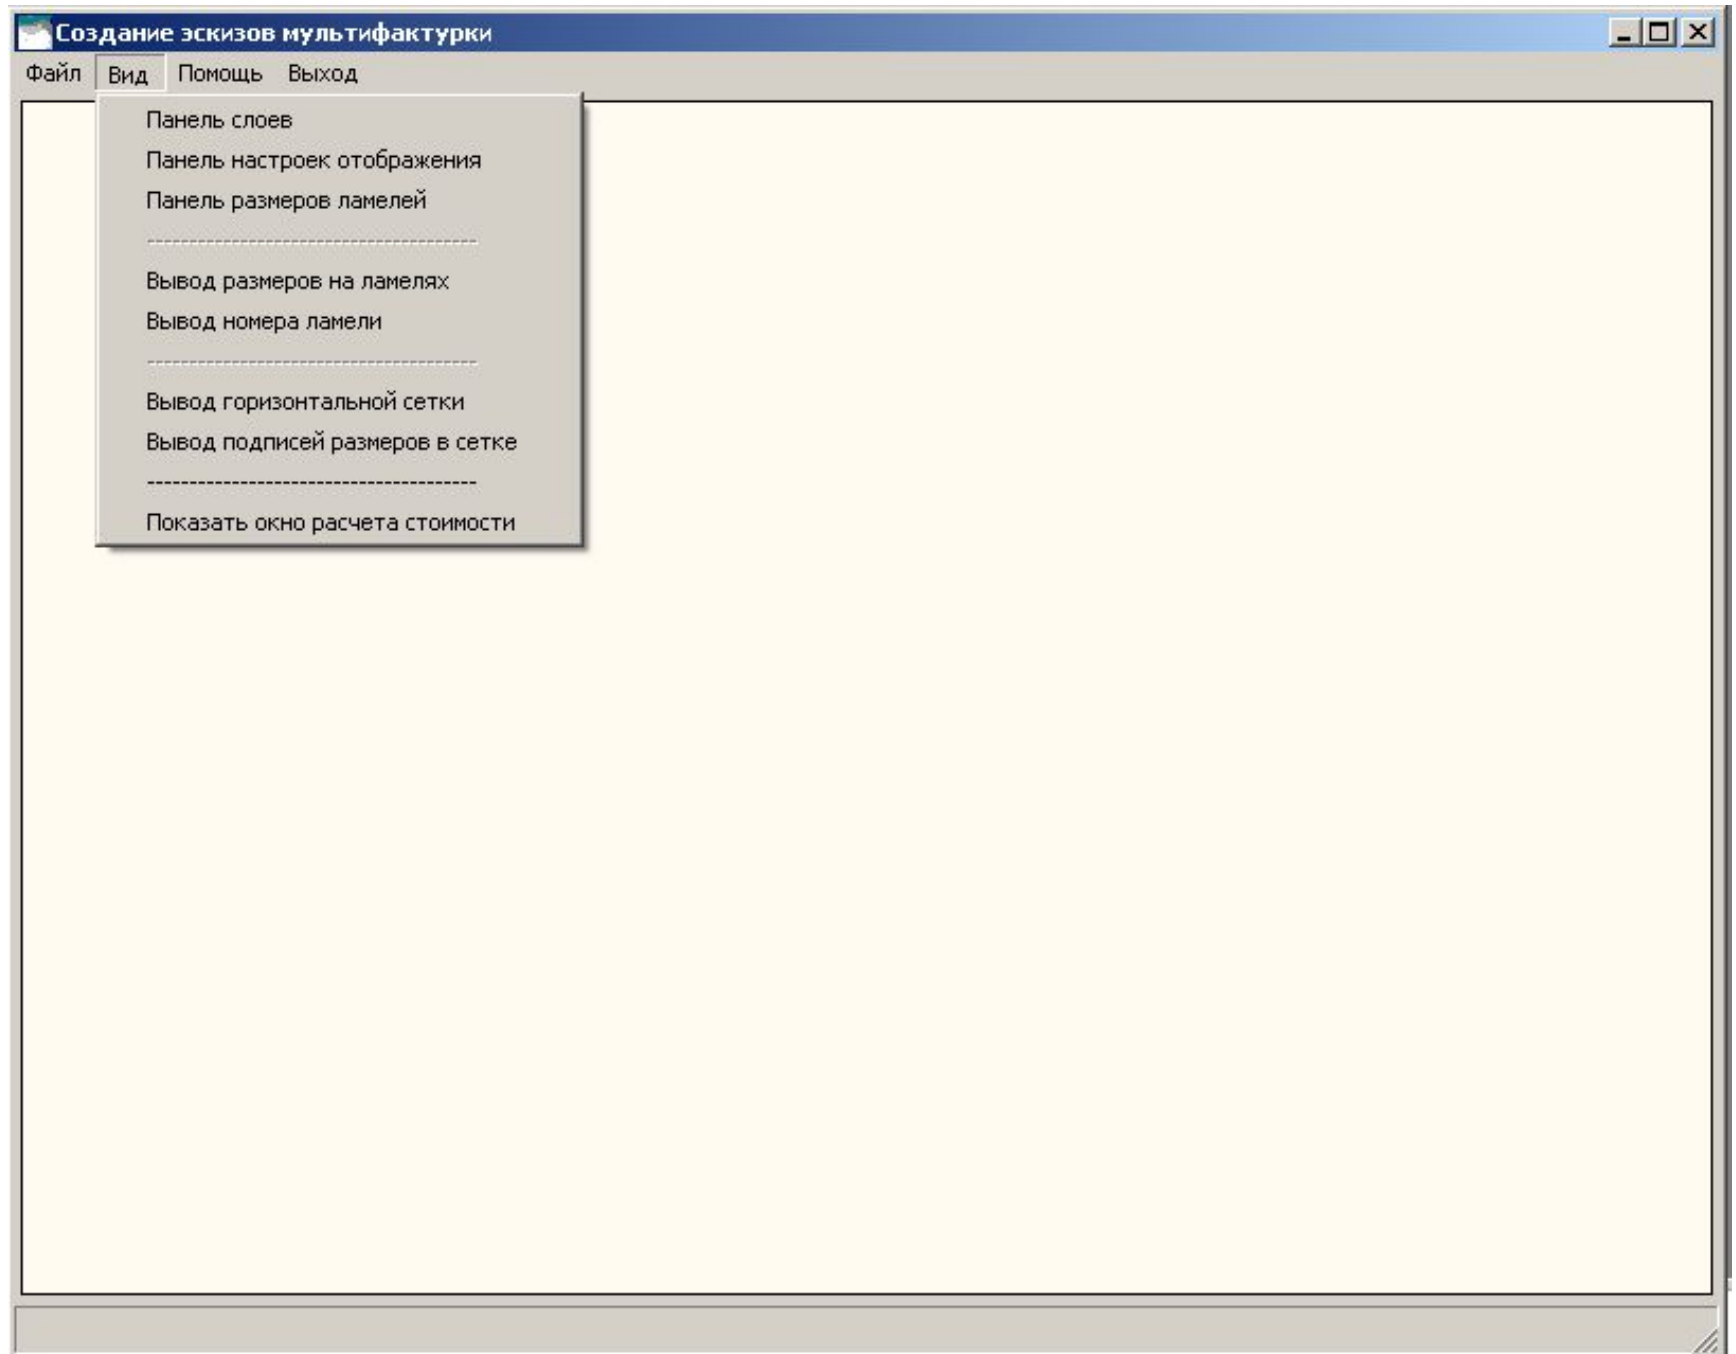 Создание эскизов мультифактурки
Файл Вид Помощь Выход
Панель слоев
Панель настроек отображения
Панель размеров ламелей
---------------------------------------
Вывод размеров на ламелях
Вывод номера ламели
---------------------------------------
Вывод горизонтальной сетки
Вывод подписей размеров в сетке
---------------------------------------
Показать окно расчета стоимости